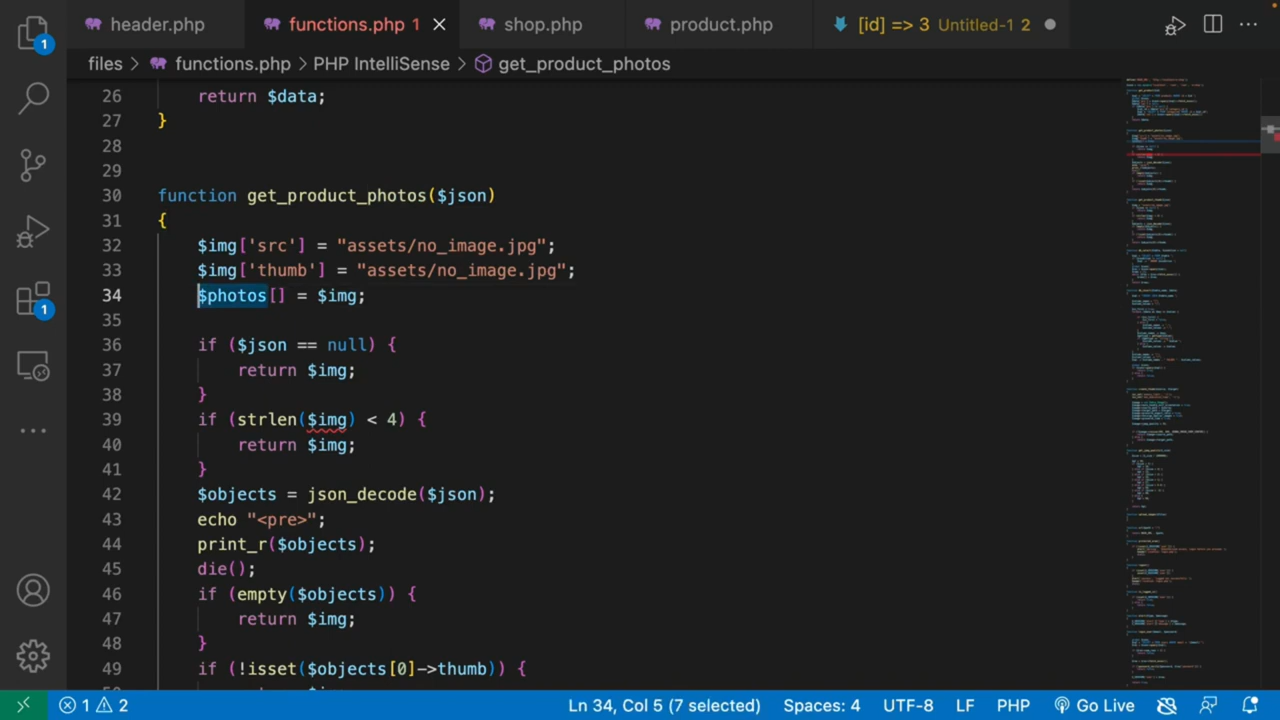 header.php functions.php 1 shop.php product.php [id] => 3 Untitled-1 2
files > functions.php > PHP IntelliSense > get_product_photos
26 return $data;
27 }
28
29
30 function get_product_photos($json)
31 {
32 $img['src'] = "assets/no_image.jpg";
33 $img['thumb'] = "assets/no_image.jpg";
34 $photos[] = $img;
35
36 if ($json == null) {
37 return $img;
38 }
39 if (strlen($img) < 4) {
40 return $img;
41 }
42 $objects = json_decode($json);
43 echo "<pre>";
44 print_r($objects);
45 die();
46 if (empty($objects)) {
47 return $img;
48 }
49 if (!isset($objects[0]->thumb)) {
1
1
1 2 Ln 34, Col 5 (7 selected) Spaces: 4 UTF-8 LF PHP Go Live